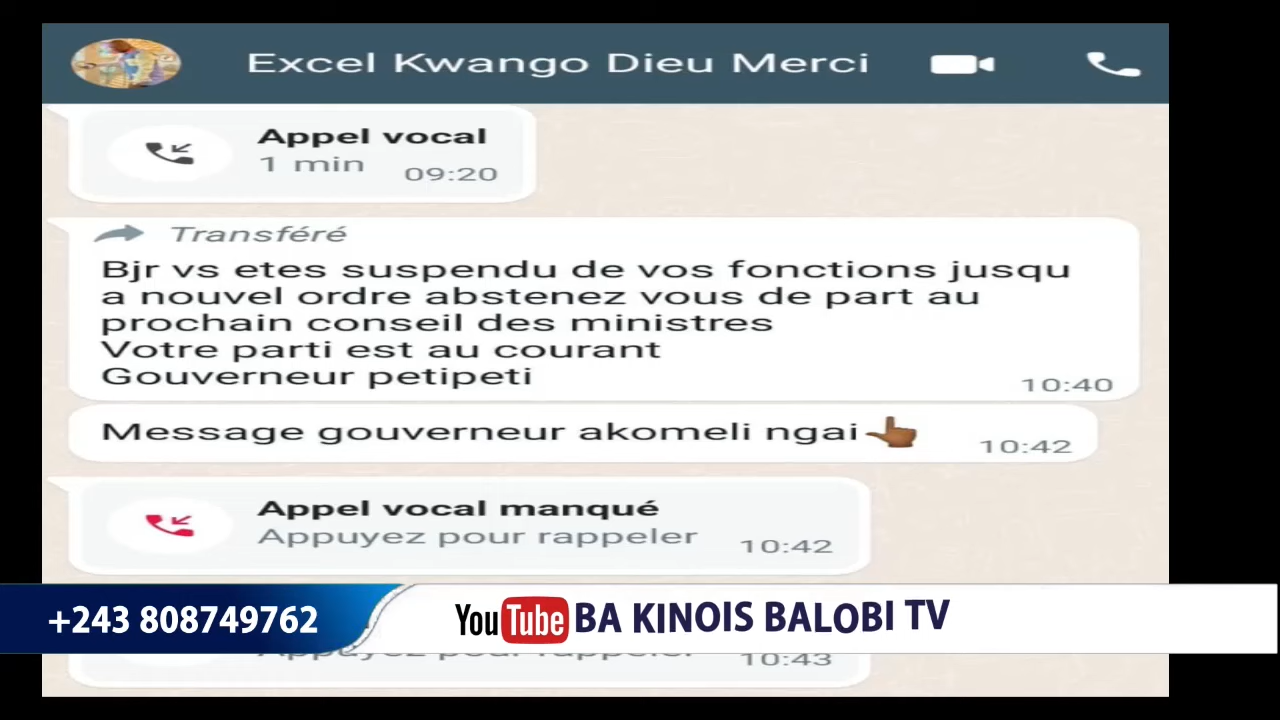 Excel Kwango Dieu Merci
Appel vocal
1 min 09:20
Transféré
Bjr vs etes suspendu de vos fonctions jusqu
a nouvel ordre abstenez vous de part au
prochain conseil des ministres
Votre parti est au courant
Gouverneur petipeti
10:40
Message gouverneur akomeli ngai👆🏾 10:42
Appel vocal manqué
Appuyez pour rappeler 10:42
+243 808749762
YouTube BA KINOIS BALOBI TV
Appuyez pour rappeler 10:43